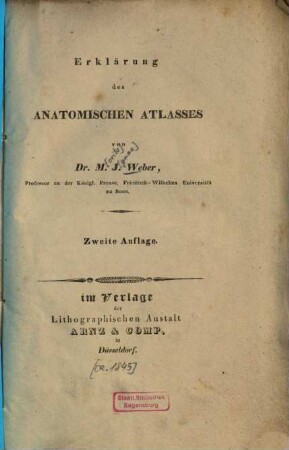 Erklärung
des
ANATOMISCHEN ATLASSES
von
Dr. M. J. Weber,
Professor an der Königl. Preuss. Friedrich-Wilhelms Universität
zu Bonn.
Zweite Auflage.
im Verlage
der
Lithographischen Anstalt
ARNZ & COMP.
in
Düsseldorf.
[ca. 1845]
Staatl. Bibliothek
Regensburg